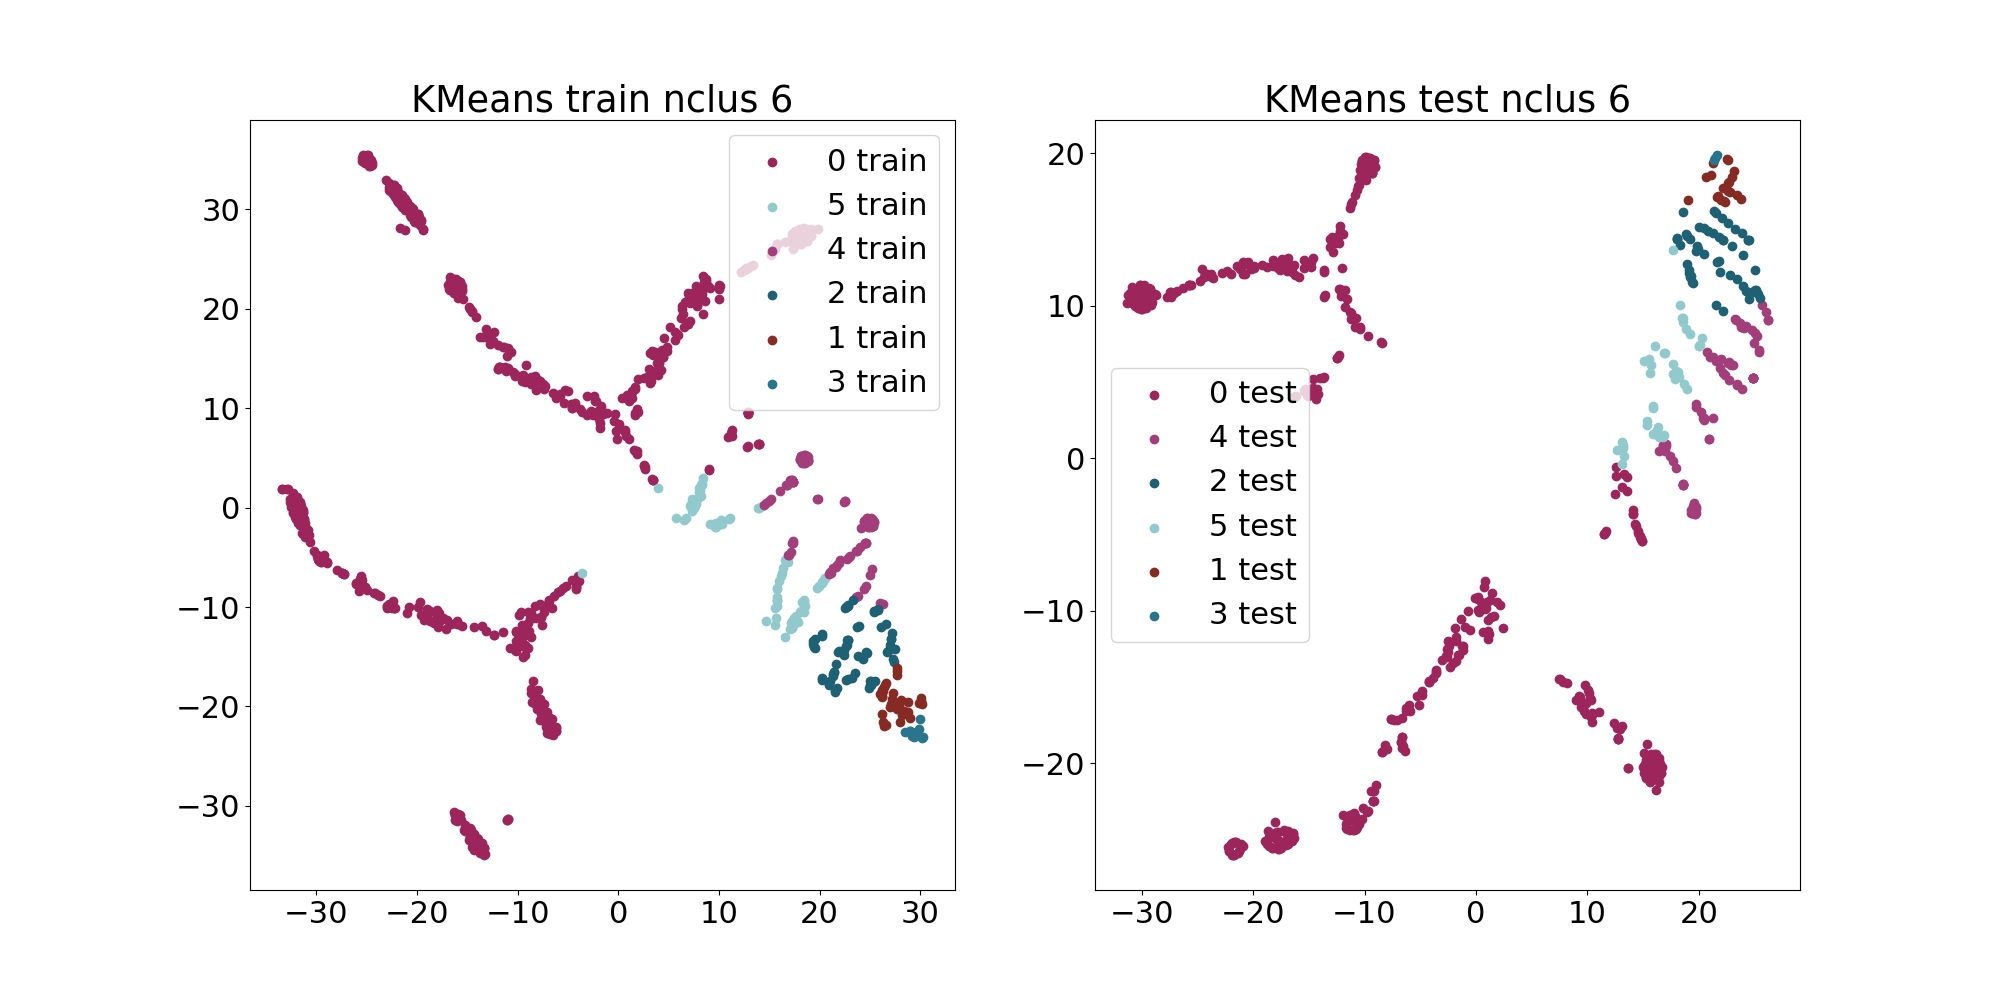 KMeans train nclus 6
0 train
5 train
4 train
2 train
1 train
3 train
30
20
10
0
−10
−20
−30
−30 −20 −10 0 10 20 30
KMeans test nclus 6
20
10
0
−10
−20
0 test
4 test
2 test
5 test
1 test
3 test
−30 −20 −10 0 10 20